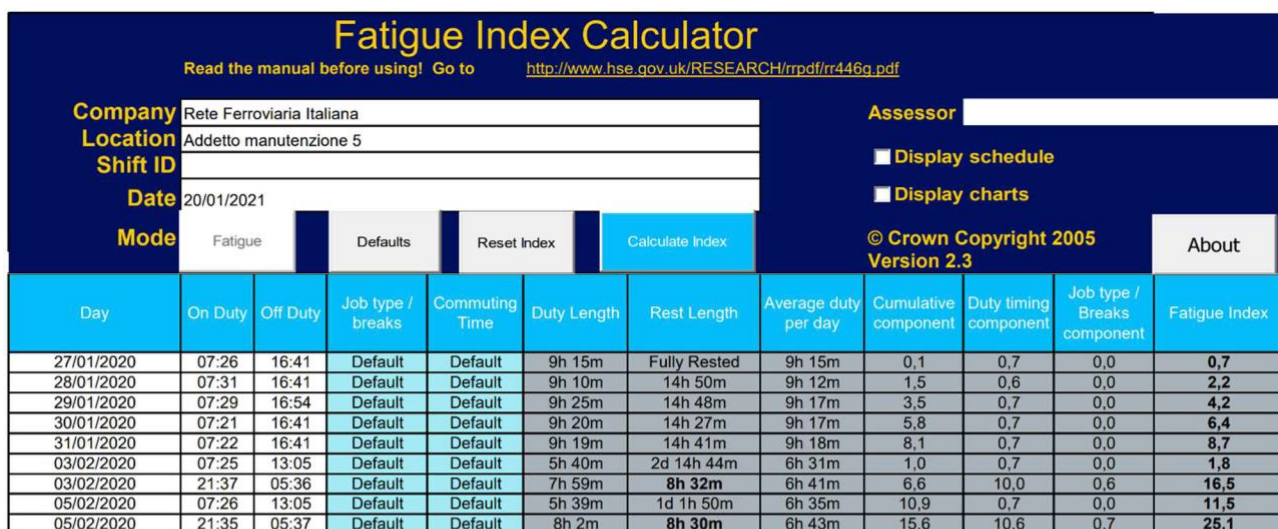 Fatigue Index Calculator
Read the manual before using! Go to http://www.hse.gov.uk/RESEARCH/rrpdf/rr446g.pdf
Company Rete Ferroviaria Italiana Assessor
Location Addetto manutenzione 5
Shift ID Display schedule
Date 20/01/2021 Display charts
Mode Fatigue Defaults Reset Index Calculate Index © Crown Copyright 2005 Version 2.3 About
Day On Duty Off Duty Job type / breaks Commuting Time Duty Length Rest Length Average duty per day Cumulative component Duty timing component Job type / Breaks component Fatigue Index
27/01/2020 07:26 16:41 Default Default 9h 15m Fully Rested 9h 15m 0,1 0,7 0,0 0,7
28/01/2020 07:31 16:41 Default Default 9h 10m 14h 50m 9h 12m 1,5 0,6 0,0 2,2
29/01/2020 07:29 16:54 Default Default 9h 25m 14h 48m 9h 17m 3,5 0,7 0,0 4,2
30/01/2020 07:21 16:41 Default Default 9h 20m 14h 27m 9h 17m 5,8 0,7 0,0 6,4
31/01/2020 07:22 16:41 Default Default 9h 19m 14h 41m 9h 18m 8,1 0,7 0,0 8,7
03/02/2020 07:25 13:05 Default Default 5h 40m 2d 14h 44m 6h 31m 1,0 0,7 0,0 1,8
03/02/2020 21:37 05:36 Default Default 7h 59m 8h 32m 6h 41m 6,6 10,0 0,6 16,5
05/02/2020 07:26 13:05 Default Default 5h 39m 1d 1h 50m 6h 35m 10,9 0,7 0,0 11,5
05/02/2020 21:35 05:37 Default Default 8h 2m 8h 30m 6h 43m 15,6 10,6 0,7 25,1